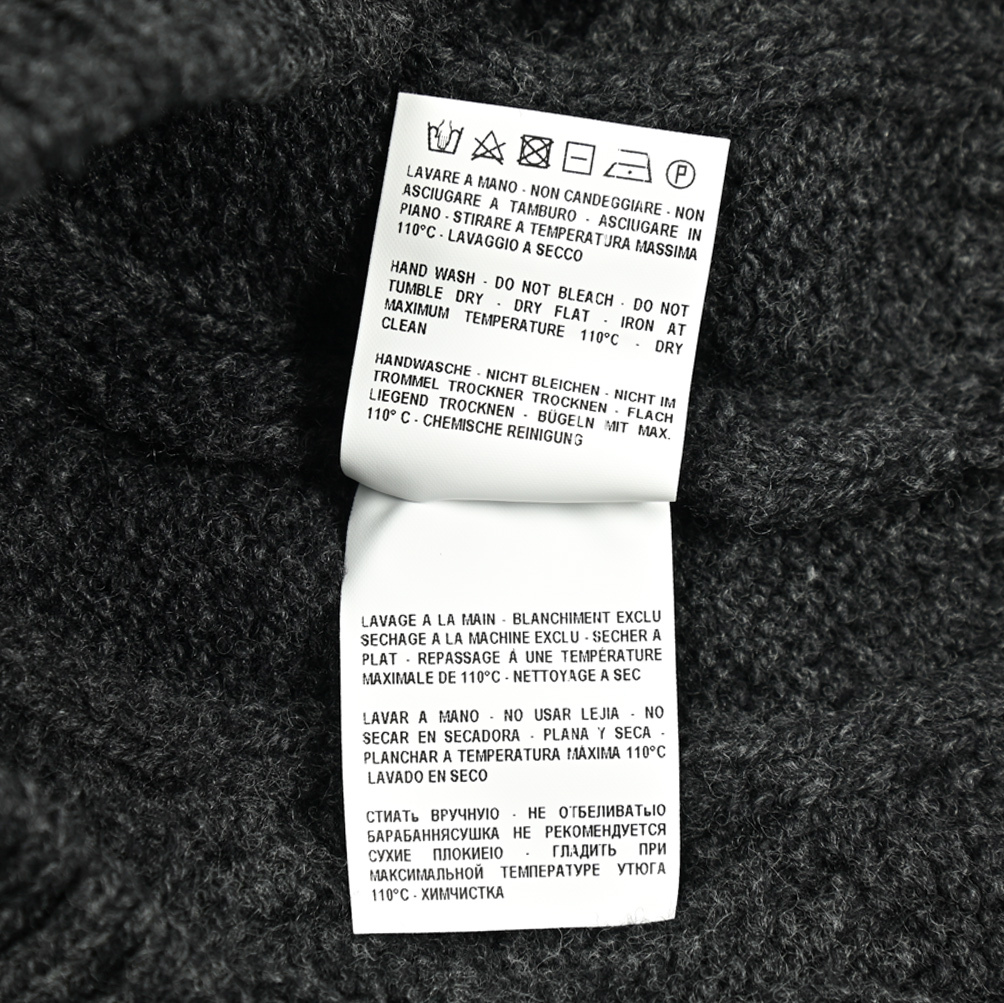 P
LAVARE A MANO - NON CANDEGGIARE - NON
ASCIUGARE A TAMBURO - ASCIUGARE IN
PIANO - STIRARE A TEMPERATURA MASSIMA
110°C - LAVAGGIO A SECCO
HAND WASH - DO NOT BLEACH - DO NOT
TUMBLE DRY - DRY FLAT - IRON AT
MAXIMUM TEMPERATURE 110°C - DRY
CLEAN
HANDWASCHE - NICHT BLEICHEN - NICHT IM
TROMMEL TROCKNER TROCKNEN - FLACH
LIEGEND TROCKNEN - BÜGELN MIT MAX.
110° C - CHEMISCHE REINIGUNG
LAVAGE A LA MAIN - BLANCHIMENT EXCLU
SECHAGE A LA MACHINE EXCLU - SECHER A
PLAT - REPASSAGE Á UNE TEMPÉRATURE
MAXIMALE DE 110°C - NETTOYAGE A SEC
LAVAR A MANO - NO USAR LEJIA - NO
SECAR EN SECADORA - PLANA Y SECA -
PLANCHAR A TEMPERATURA MÁXIMA 110°C
LAVADO EN SECO
СТИАТЬ ВРУЧНУЮ - НЕ ОТБЕЛИВАТЬІО
БАРАБАННЯСУШКА НЕ РЕКОМЕНДУЕТСЯ
СУХИЕ ПЛОКИЕІО - ГЛАДИТЬ ПРИ
МАКСИМАЛЬНОЙ ТЕМПЕРАТУРЕ УТЮГА
110°C - ХИМЧИСТКА